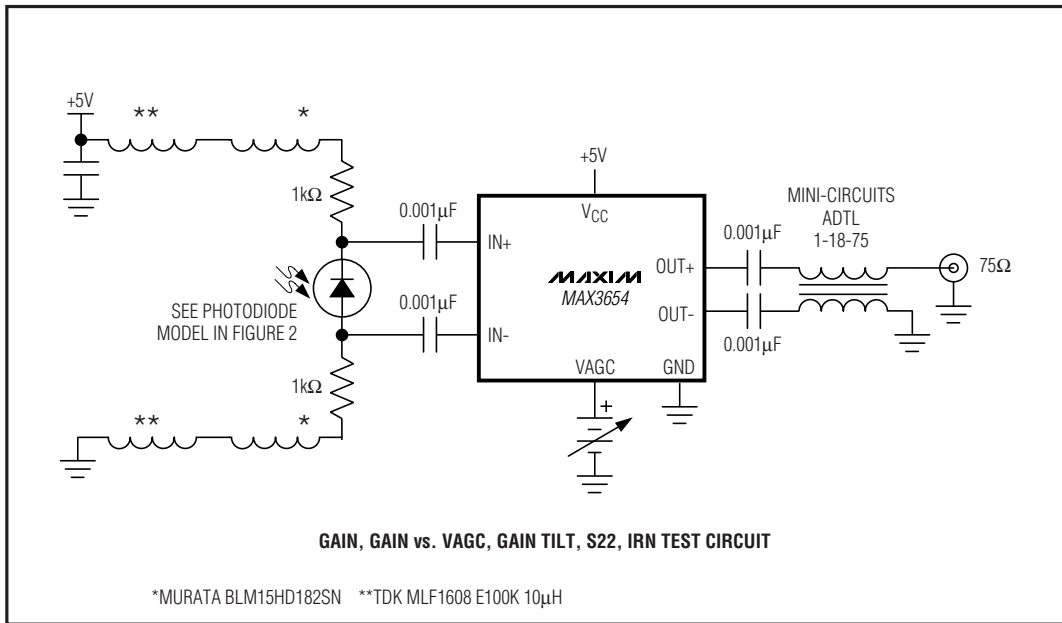 +5V
**
*
1kΩ
0.001µF
SEE PHOTODIODE
MODEL IN FIGURE 2
0.001µF
1kΩ
**
*
+5V
VCC
IN+
IN-
MAXIM
MAX3654
OUT+
OUT-
VAGC
GND
+
0.001µF
0.001µF
MINI-CIRCUITS
ADTL
1-18-75
75Ω
GAIN, GAIN vs. VAGC, GAIN TILT, S22, IRN TEST CIRCUIT
*MURATA BLM15HD182SN **TDK MLF1608 E100K 10µH